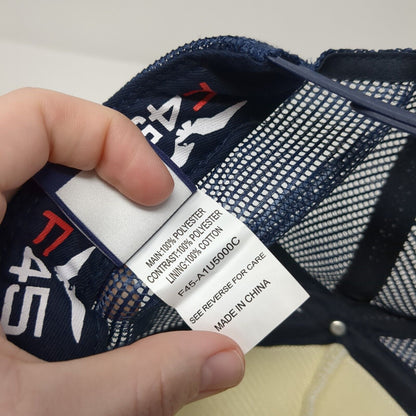 F45
F45
MAIN:100% POLYESTER
CONTRAST:100% POLYESTER
LINING:100% COTTON
F45-A1U5000C
SEE REVERSE FOR CARE
MADE IN CHINA